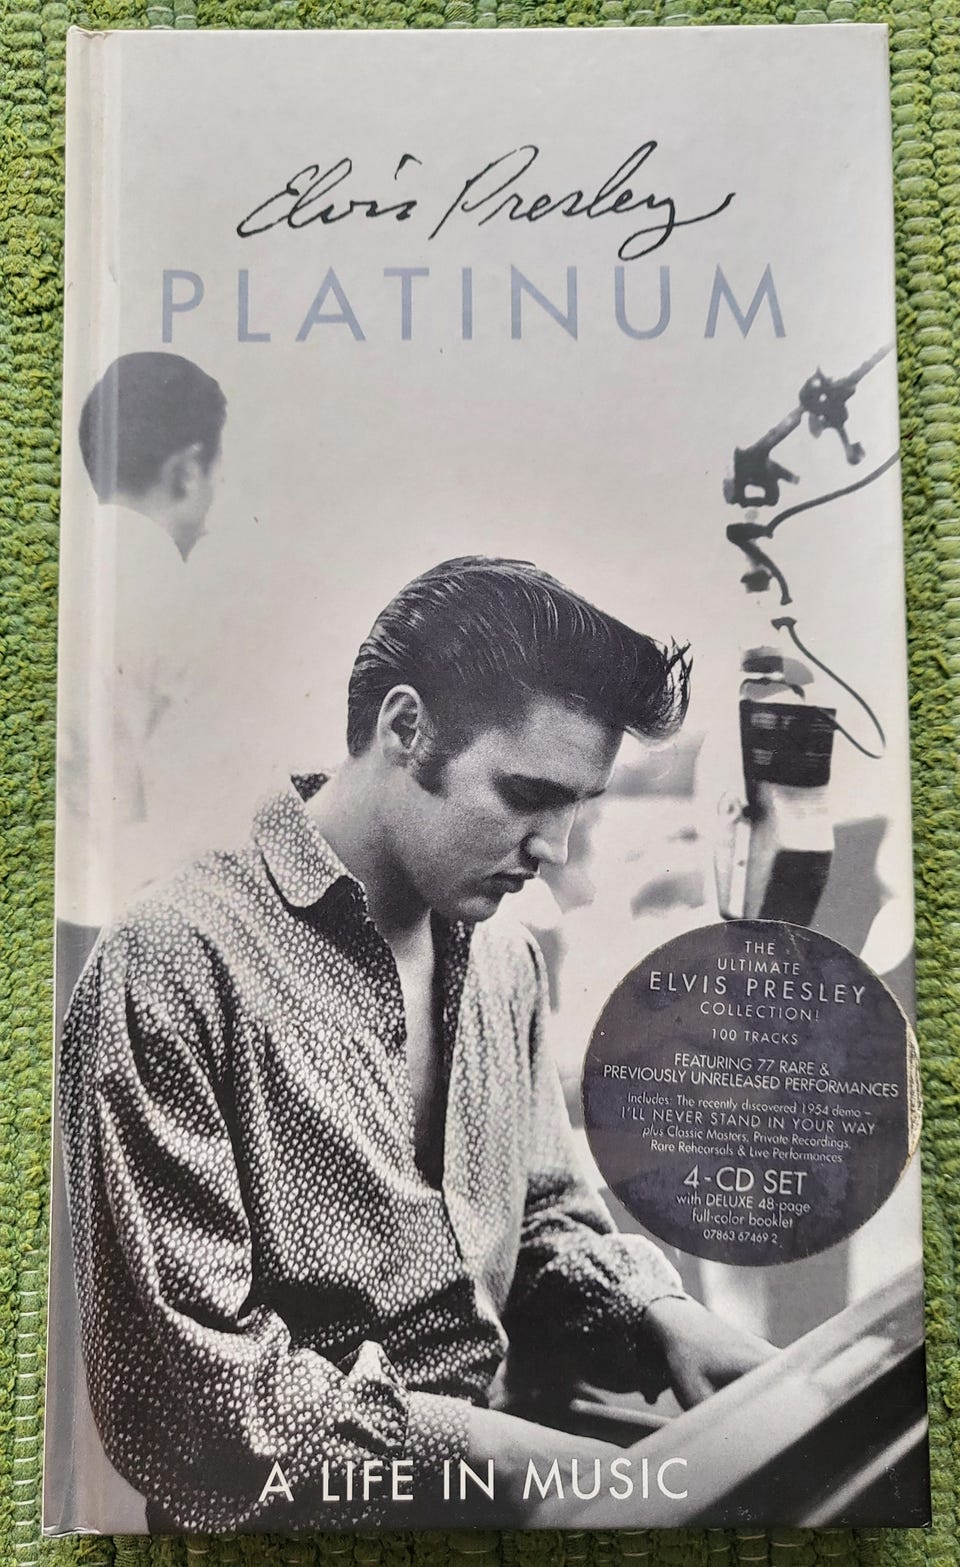 Elvis Presley
PLATINUM
THE
ULTIMATE
ELVIS PRESLEY
COLLECTION!
100 TRACKS
FEATURING 77 RARE &
PREVIOUSLY UNRELEASED PERFORMANCES
Includes: The recently discovered 1954 demo –
I'LL NEVER STAND IN YOUR WAY
plus Classic Masters, Private Recordings,
Rare Rehearsals & Live Performances
4-CD SET
with DELUXE 48-page
full-color booklet
07863 67469 2
A LIFE IN MUSIC